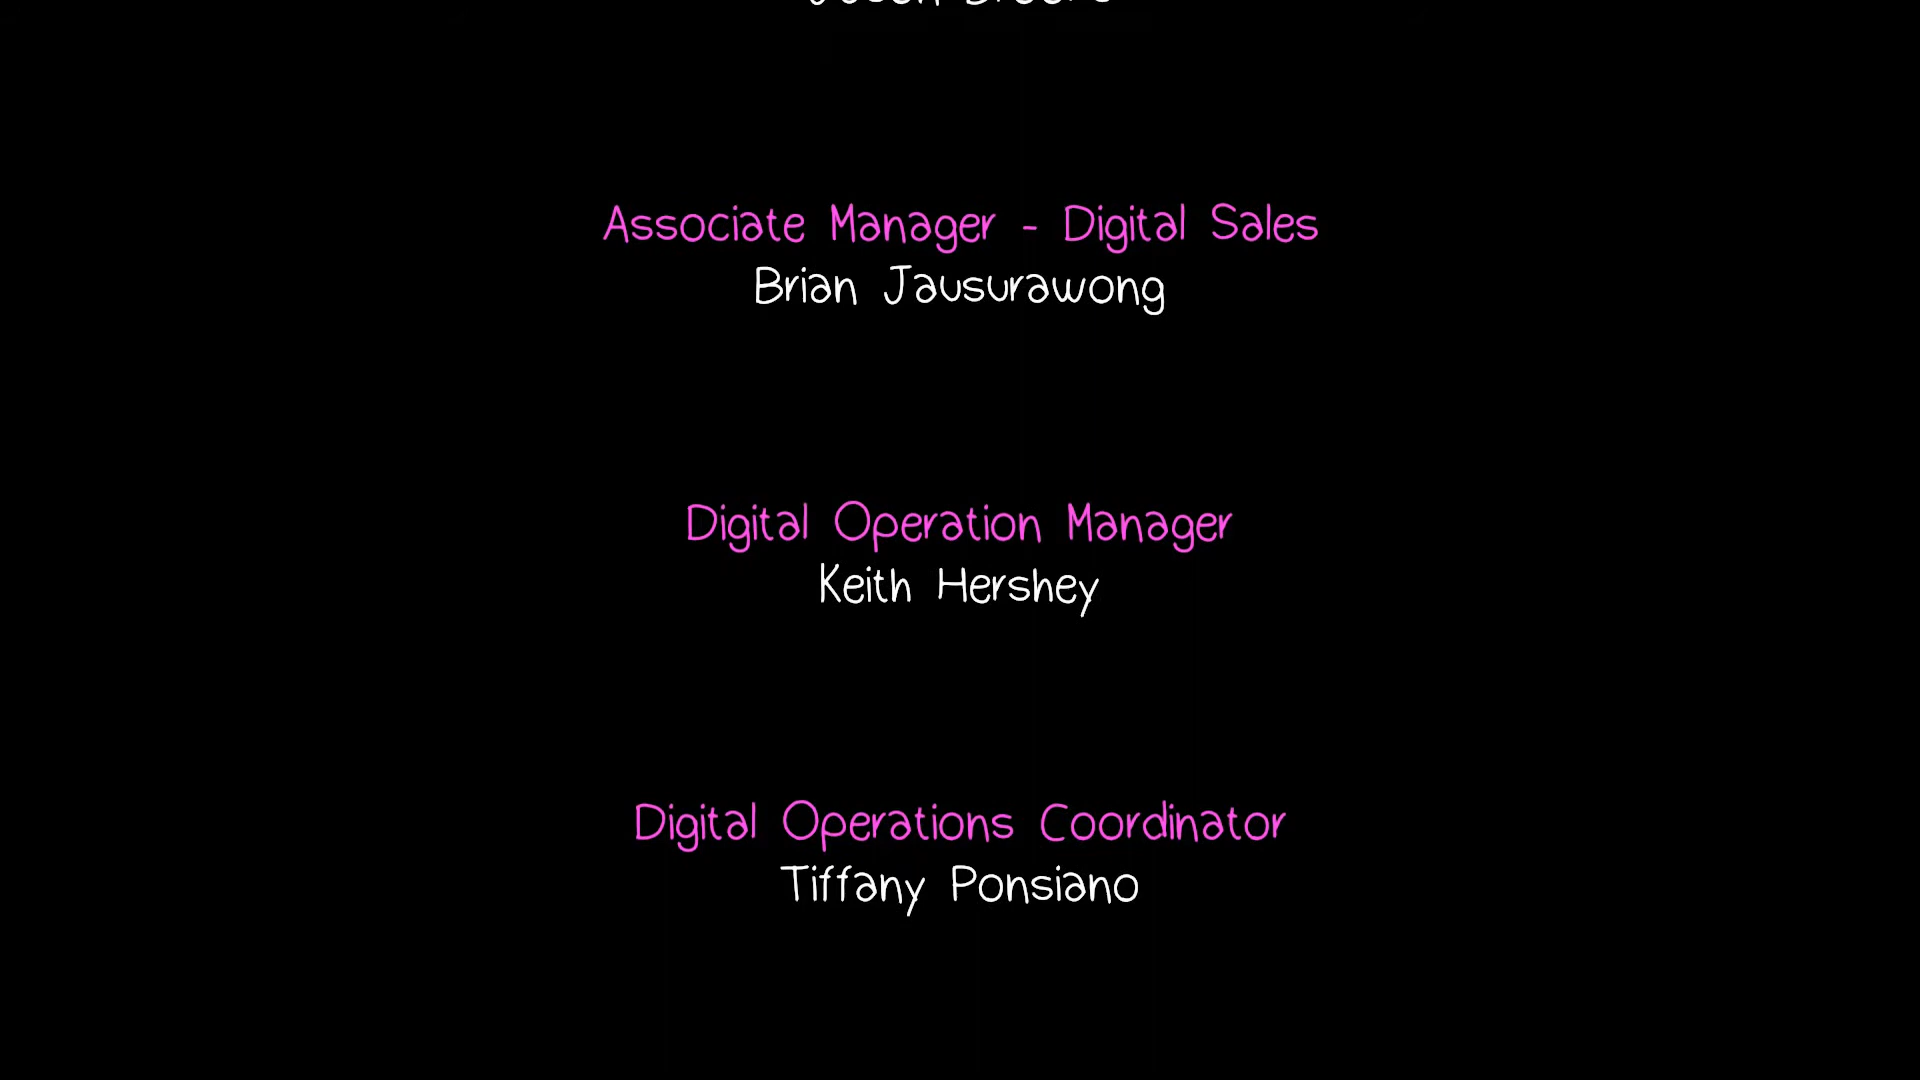 Associate Manager - Digital Sales
Brian Jausurawong
Digital Operation Manager
Keith Hershey
Digital Operations Coordinator
Tiffany Ponsiano